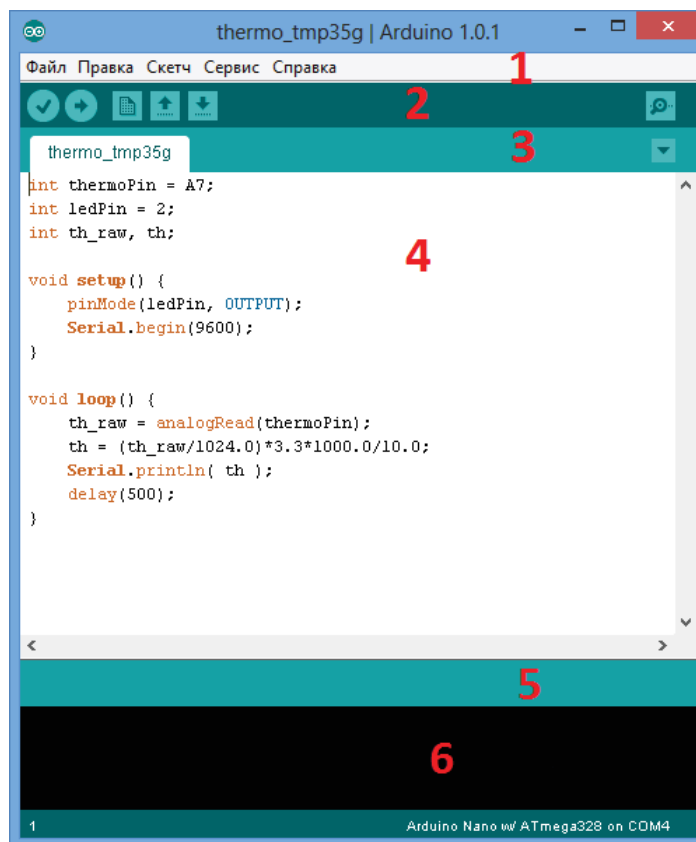 thermo_tmp35g | Arduino 1.0.1
Файл Правка Скетч Сервис Справка
1
2
thermo_tmp35g
3
int thermoPin = A7;
int ledPin = 2;
int th_raw, th;
4
void setup() {
    pinMode(ledPin, OUTPUT);
    Serial.begin(9600);
}
void loop() {
    th_raw = analogRead(thermoPin);
    th = (th_raw/1024.0)*3.3*1000.0/10.0;
    Serial.println( th );
    delay(500);
}
5
6
1 Arduino Nano w/ ATmega328 on COM4